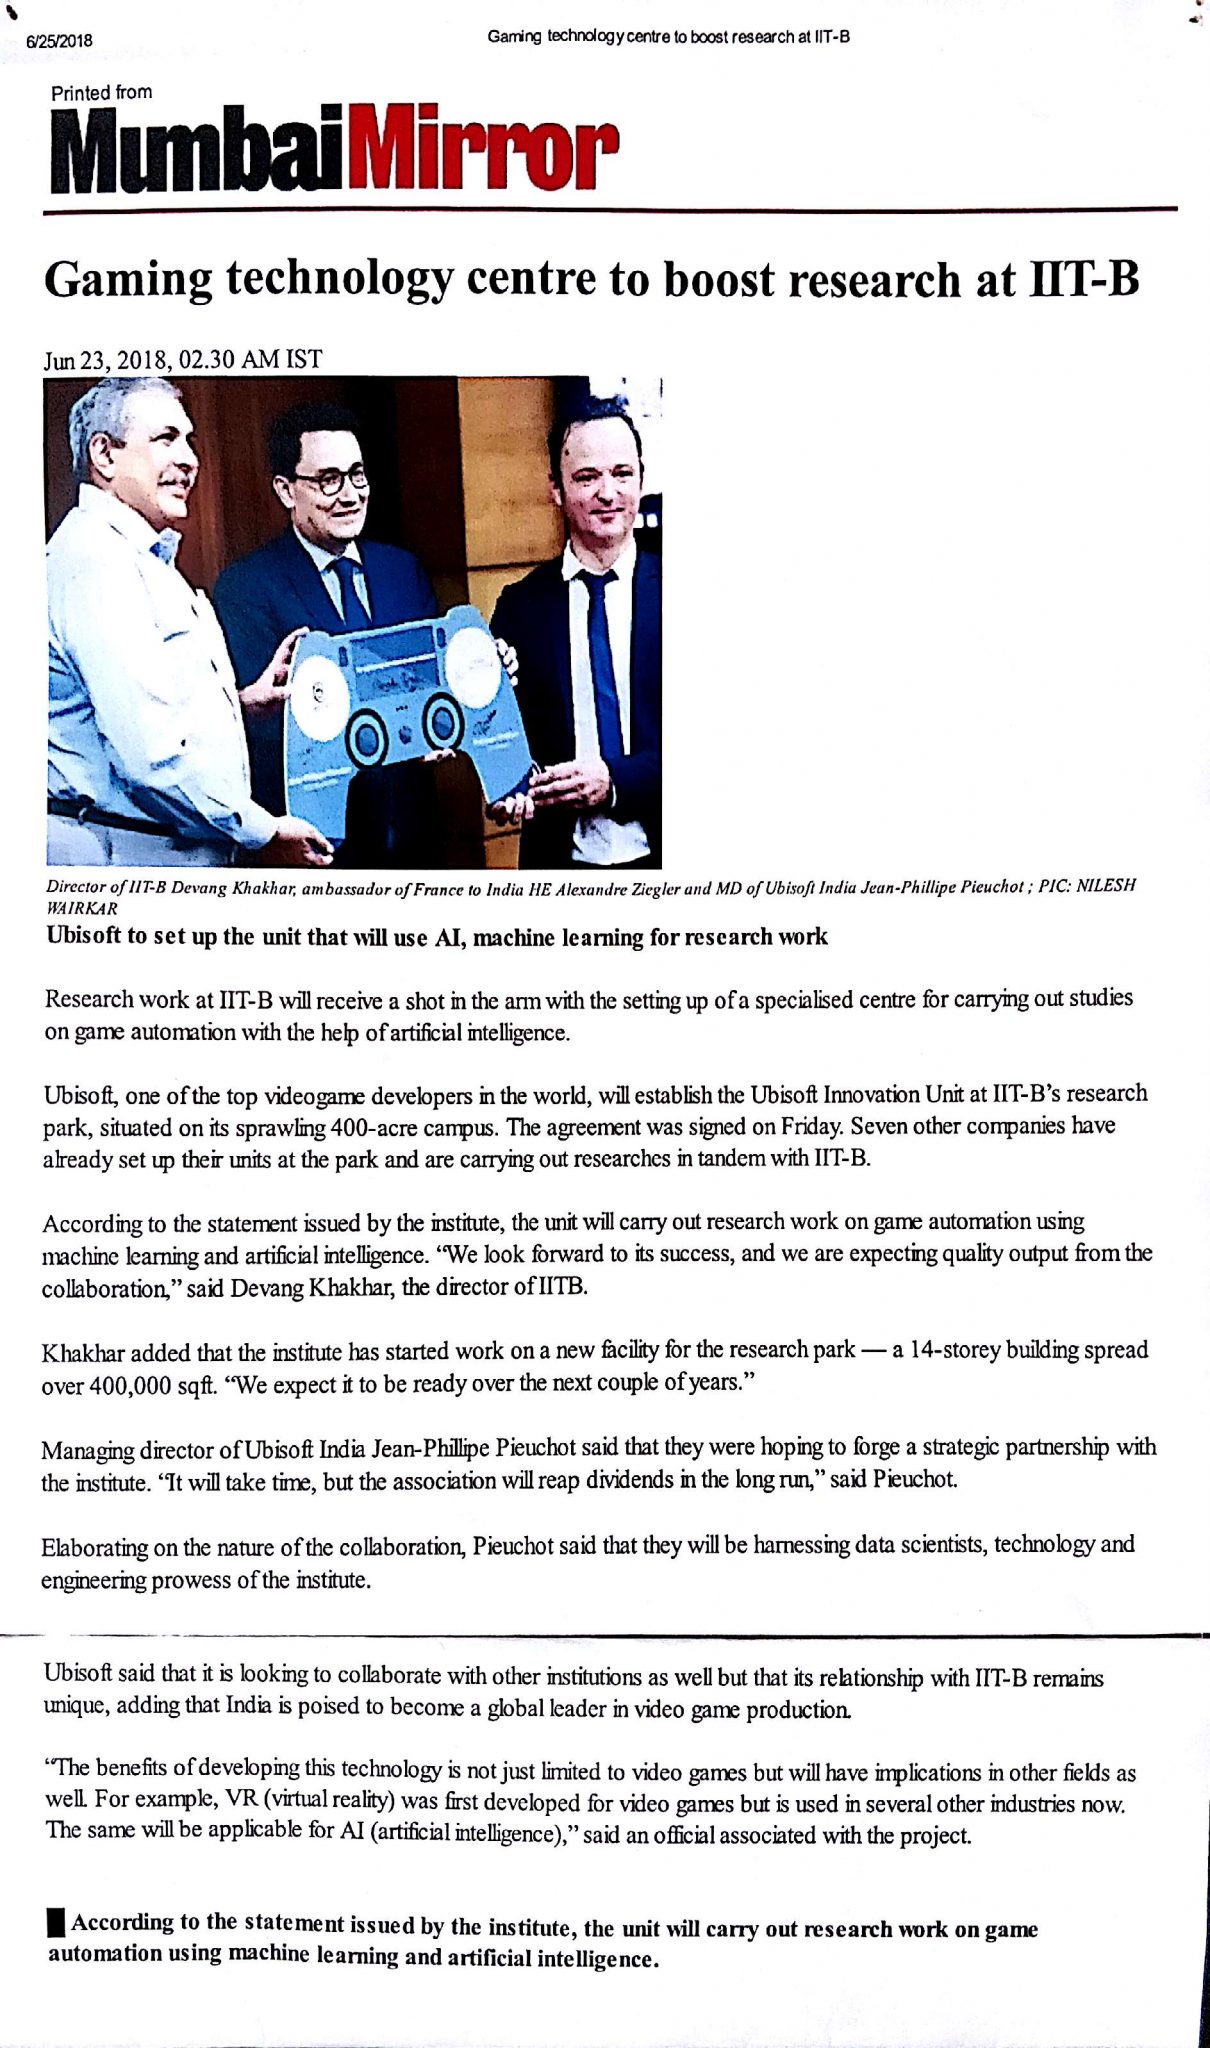 6/25/2018
Gaming technology centre to boost research at IIT-B
Printed from
MumbaiMirror
Gaming technology centre to boost research at IIT-B
Jun 23, 2018, 02.30 AM IST
Director of IIT-B Devang Khakhar, ambassador of France to India HE Alexandre Ziegler and MD of Ubisoft India Jean-Phillipe Pieuchot ; PIC: NILESH
WAIRKAR
Ubisoft to set up the unit that will use AI, machine learning for research work
Research work at IIT-B will receive a shot in the arm with the setting up of a specialised centre for carrying out studies
on game automation with the help of artificial intelligence.
Ubisoft, one of the top videogame developers in the world, will establish the Ubisoft Innovation Unit at IIT-B's research
park, situated on its sprawling 400-acre campus. The agreement was signed on Friday. Seven other companies have
already set up their units at the park and are carrying out researches in tandem with IIT-B.
According to the statement issued by the institute, the unit will carry out research work on game automation using
machine learning and artificial intelligence. “We look forward to its success, and we are expecting quality output from the
collaboration,” said Devang Khakhar, the director of IITB.
Khakhar added that the institute has started work on a new facility for the research park — a 14-storey building spread
over 400,000 sqft. “We expect it to be ready over the next couple of years.”
Managing director of Ubisoft India Jean-Phillipe Pieuchot said that they were hoping to forge a strategic partnership with
the institute. “It will take time, but the association will reap dividends in the long run,” said Pieuchot.
Elaborating on the nature of the collaboration, Pieuchot said that they will be harnessing data scientists, technology and
engineering prowess of the institute.
Ubisoft said that it is looking to collaborate with other institutions as well but that its relationship with IIT-B remains
unique, adding that India is poised to become a global leader in video game production.
“The benefits of developing this technology is not just limited to video games but will have implications in other fields as
well. For example, VR (virtual reality) was first developed for video games but is used in several other industries now.
The same will be applicable for AI (artificial intelligence),” said an official associated with the project.
According to the statement issued by the institute, the unit will carry out research work on game
automation using machine learning and artificial intelligence.